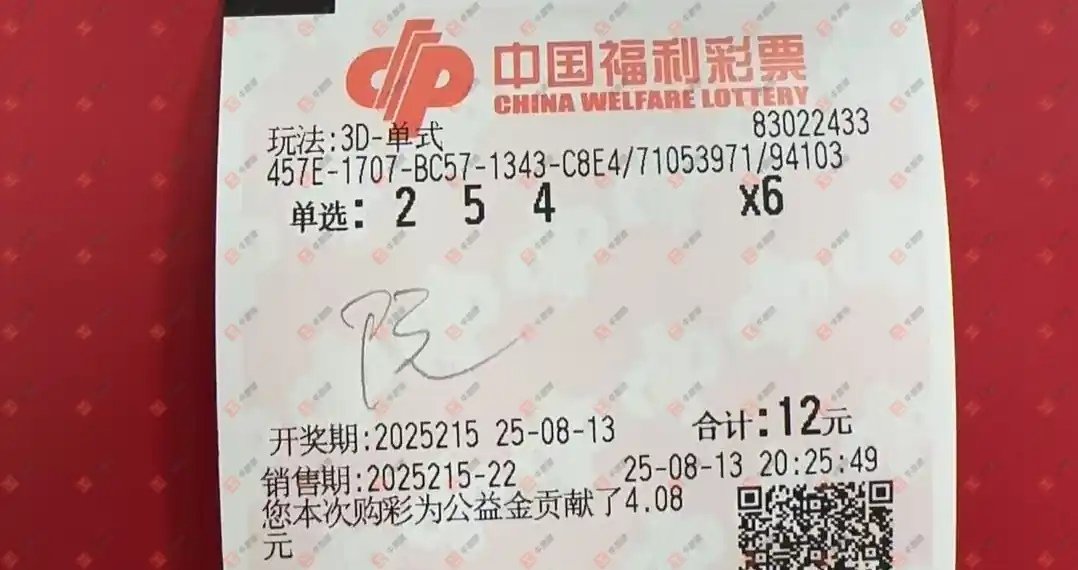 中国福利彩票
CHINA WELFARE LOTTERY
玩法:3D-单式 83022433
457E-1707-BC57-1343-C8E4/71053971/94103
单选: 2 5 4 x6
阮
开奖期:2025215 25-08-13 合计:12元
销售期:2025215-22 25-08-13 20:25:49
您本次购彩为公益金贡献了4.08
元